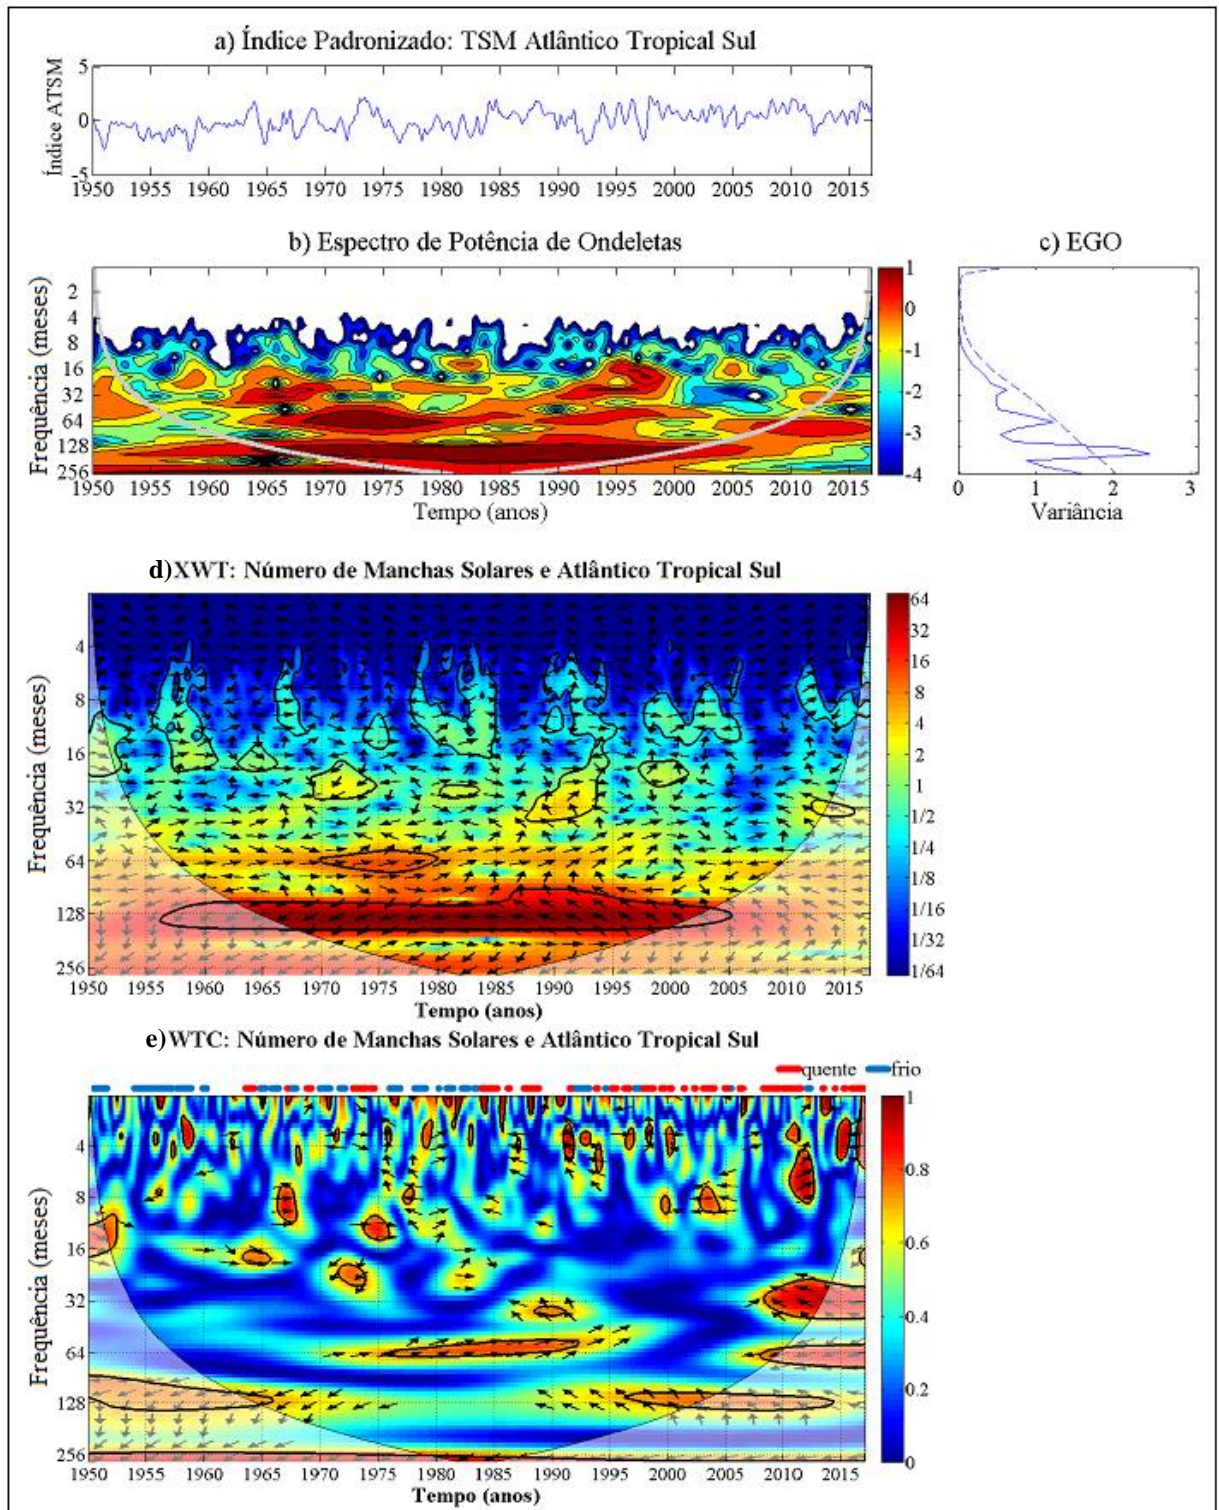 a) Índice Padronizado: TSM Atlântico Tropical Sul
Índice ATSM
5
0
-5
1950 1955 1960 1965 1970 1975 1980 1985 1990 1995 2000 2005 2010 2015
b) Espectro de Potência de Ondeletas
c) EGO
Frequência (meses)
2
4
8
16
32
64
128
256
1950 1955 1960 1965 1970 1975 1980 1985 1990 1995 2000 2005 2010 2015
Tempo (anos)
1
0
-1
-2
-3
-4
0 1 2 3
Variância
d)XWT: Número de Manchas Solares e Atlântico Tropical Sul
Frequência (meses)
4
8
16
32
64
128
256
1950 1955 1960 1965 1970 1975 1980 1985 1990 1995 2000 2005 2010 2015
Tempo (anos)
64
32
16
8
4
2
1
1/2
1/4
1/8
1/16
1/32
1/64
e)WTC: Número de Manchas Solares e Atlântico Tropical Sul
quente frio
Frequência (meses)
4
8
16
32
64
128
256
1950 1955 1960 1965 1970 1975 1980 1985 1990 1995 2000 2005 2010 2015
Tempo (anos)
1
0.8
0.6
0.4
0.2
0